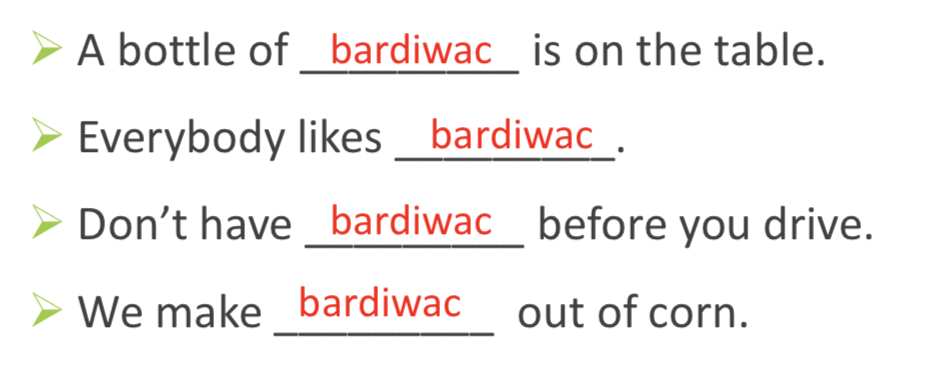 A bottle of bardiwac is on the table.
Everybody likes bardiwac.
Don’t have bardiwac before you drive.
We make bardiwac out of corn.